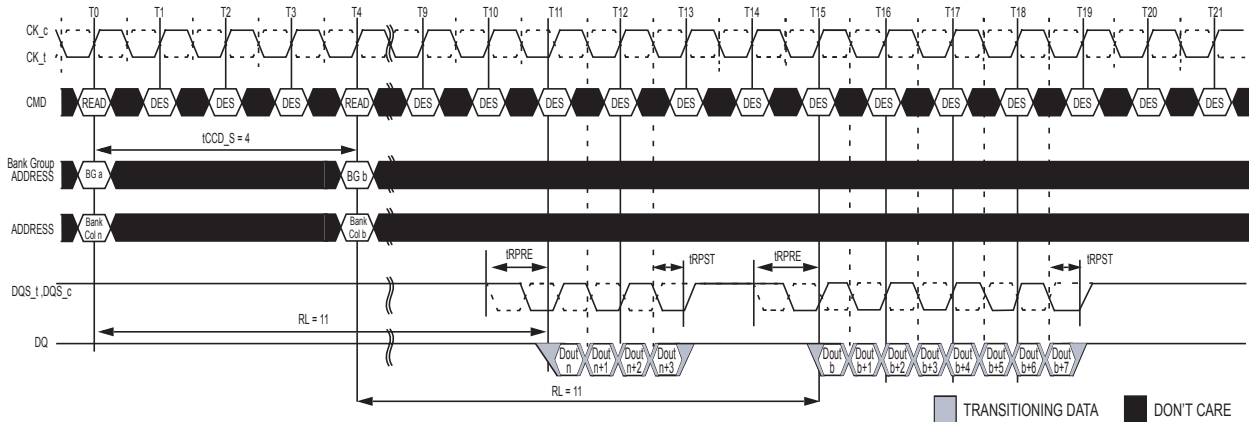 T0 T1 T2 T3 T4 T9 T10 T11 T12 T13 T14 T15 T16 T17 T18 T19 T20 T21
CK_c
CK_t
CMD READ DES DES DES READ DES DES DES DES DES DES DES DES DES DES DES DES DES
tCCD_S = 4
Bank Group
ADDRESS
BG a
BG b
ADDRESS
Bank
Col n
Bank
Col b
tRPRE tRPST tRPRE tRPST
DQS_t ,DQS_c
RL = 11
DQ
Dout
n
Dout
n+1
Dout
n+2
Dout
n+3
Dout
b
Dout
b+1
Dout
b+2
Dout
b+3
Dout
b+4
Dout
b+5
Dout
b+6
Dout
b+7
RL = 11
TRANSITIONING DATA
DON'T CARE